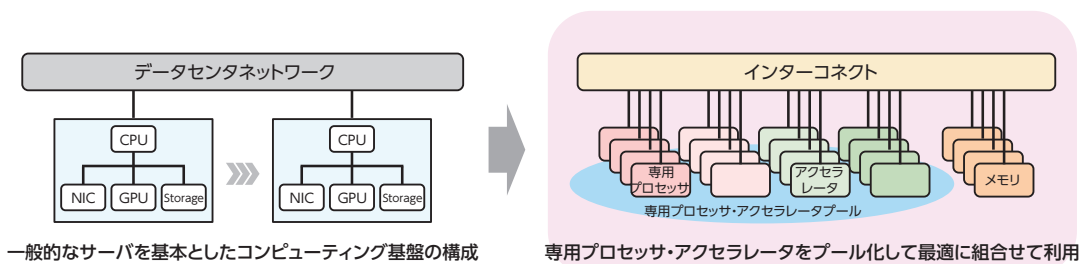 データセンタネットワーク
CPU
NIC
GPU
Storage
CPU
NIC
GPU
Storage
一般的なサーバを基本としたコンピューティング基盤の構成
インターコネクト
専用
プロセッサ
アクセラ
レータ
メモリ
専用プロセッサ・アクセラレータプール
専用プロセッサ・アクセラレータをプール化して最適に組合せて利用